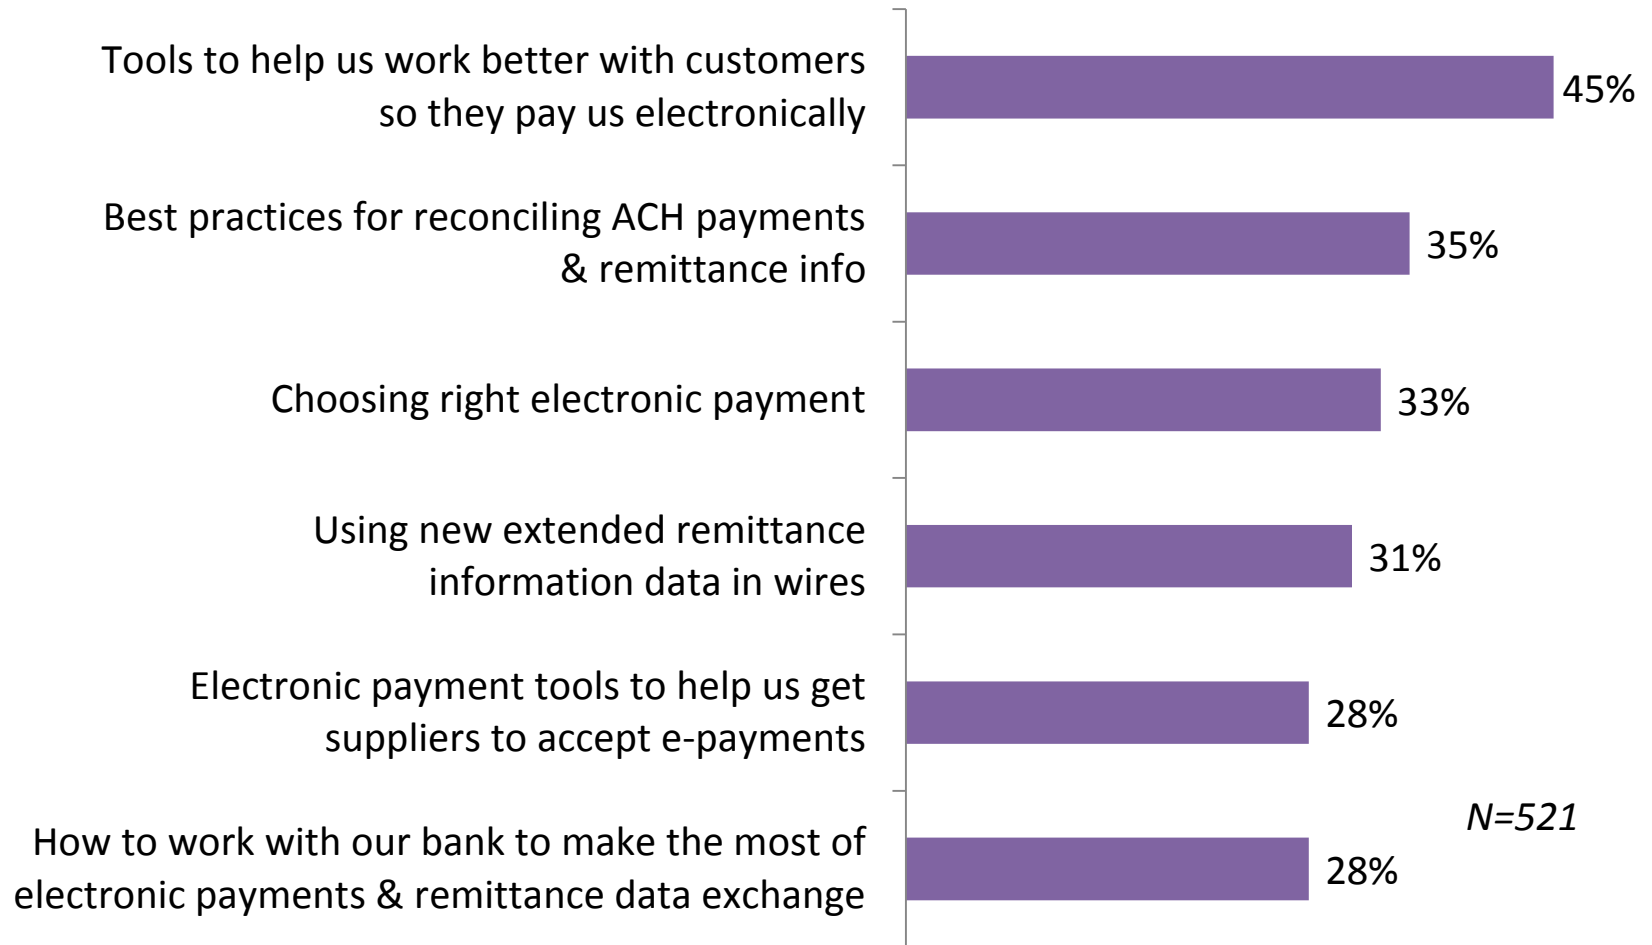 Tools to help us work better with customers
so they pay us electronically
45%
Best practices for reconciling ACH payments
& remittance info
35%
Choosing right electronic payment
33%
Using new extended remittance
information data in wires
31%
Electronic payment tools to help us get
suppliers to accept e-payments
28%
N=521
How to work with our bank to make the most of
electronic payments & remittance data exchange
28%